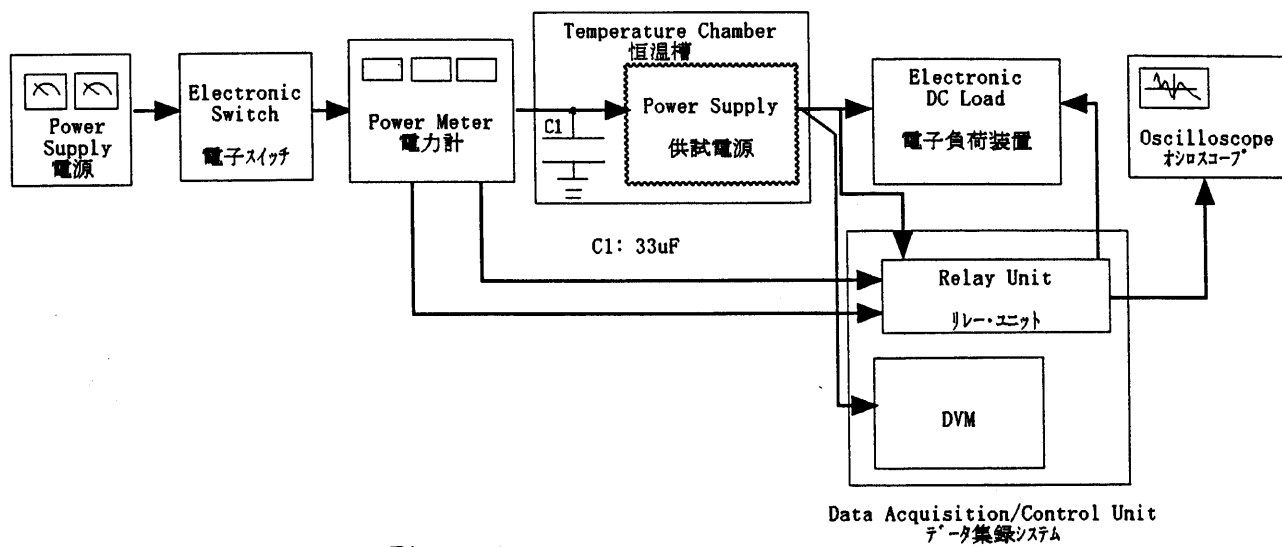 Power
Supply
電源
Electronic
Switch
電子スイッチ
Power Meter
電力計
Temperature Chamber
恒温槽
C1
Power Supply
供試電源
Electronic
DC Load
電子負荷装置
Oscilloscope
オシロスコープ
C1: 33uF
Relay Unit
リレー・ユニット
DVM
Data Acquisition/Control Unit
データ集録システム